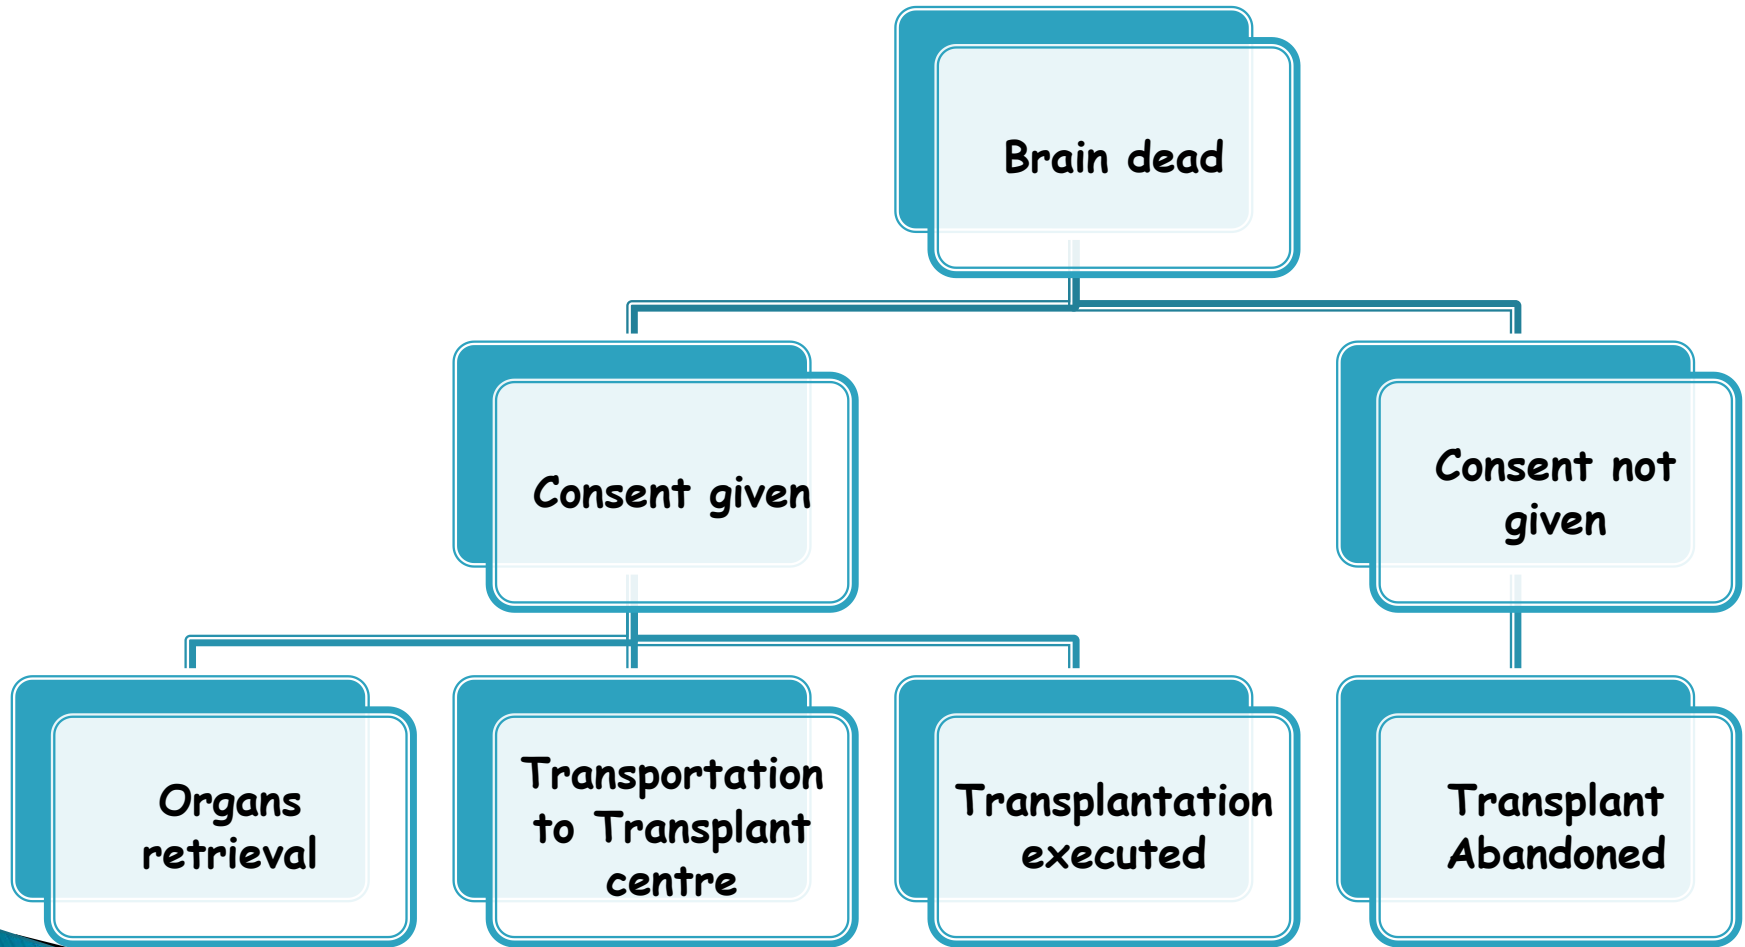 Brain dead
Consent given
Consent not
given
Organs
retrieval
Transportation
to Transplant
centre
Transplantation
executed
Transplant
Abandoned